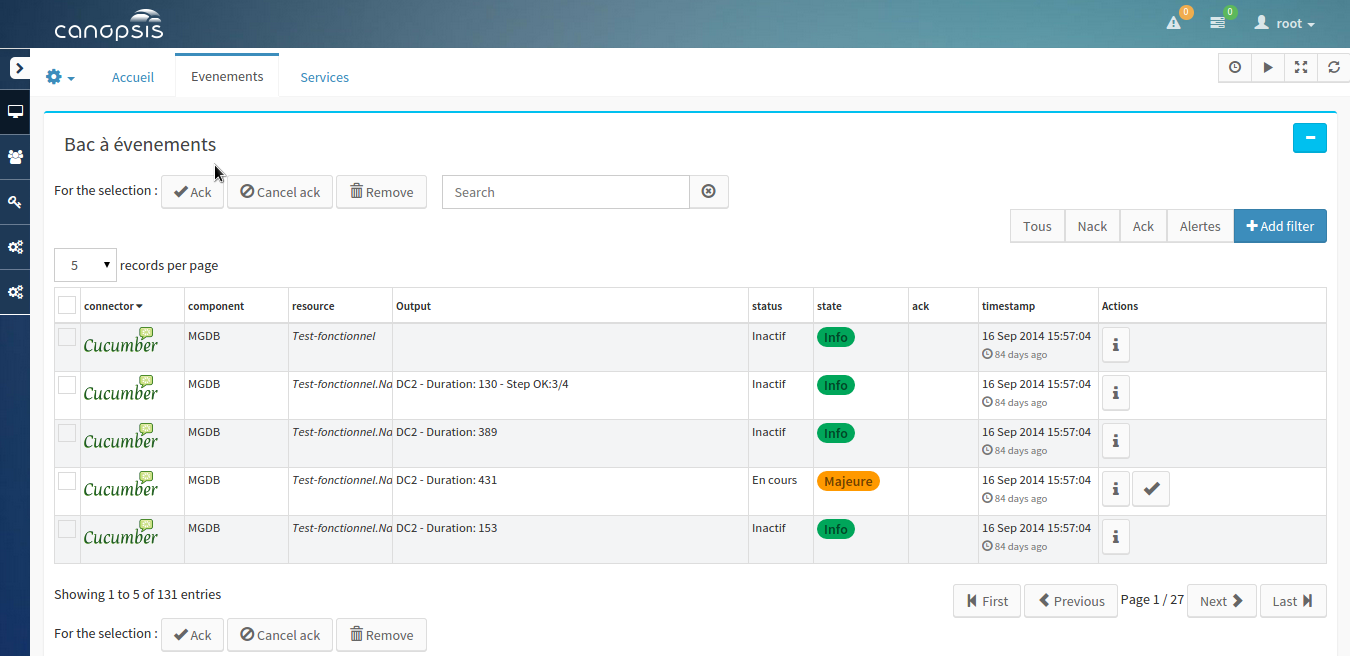 canopsis
0
0
root
Accueil
Evenements
Services
Bac à évenements
For the selection :
Ack
Cancel ack
Remove
Search
Tous
Nack
Ack
Alertes
Add filter
5
records per page
connector component resource Output status state ack timestamp Actions
Cucumber MGDB Test-fonctionnel Inactif Info 16 Sep 2014 15:57:04
84 days ago
Cucumber MGDB Test-fonctionnel.Na DC2 - Duration: 130 - Step OK:3/4 Inactif Info 16 Sep 2014 15:57:04
84 days ago
Cucumber MGDB Test-fonctionnel.Na DC2 - Duration: 389 Inactif Info 16 Sep 2014 15:57:04
84 days ago
Cucumber MGDB Test-fonctionnel.Na DC2 - Duration: 431 En cours Majeure 16 Sep 2014 15:57:04
84 days ago
Cucumber MGDB Test-fonctionnel.Na DC2 - Duration: 153 Inactif Info 16 Sep 2014 15:57:04
84 days ago
Showing 1 to 5 of 131 entries
First
Previous
Page 1 / 27
Next
Last
For the selection :
Ack
Cancel ack
Remove